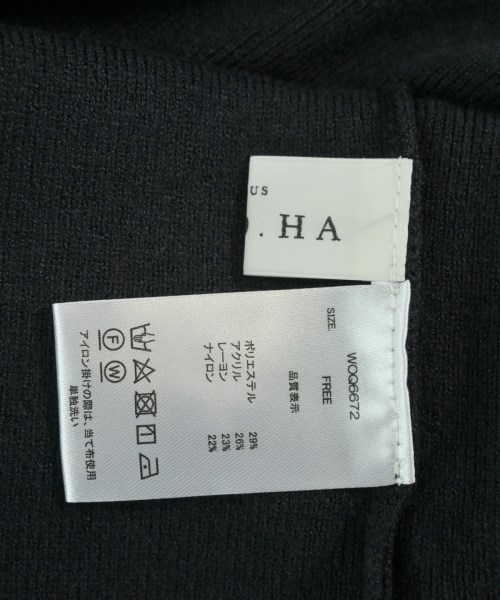 US
. HA
WOQ6672
SIZE. FREE
品質表示
ポリエステル 29%
アクリル 26%
レーヨン 23%
ナイロン 22%
F W
アイロン掛けの際は、当て布使用
単独洗い